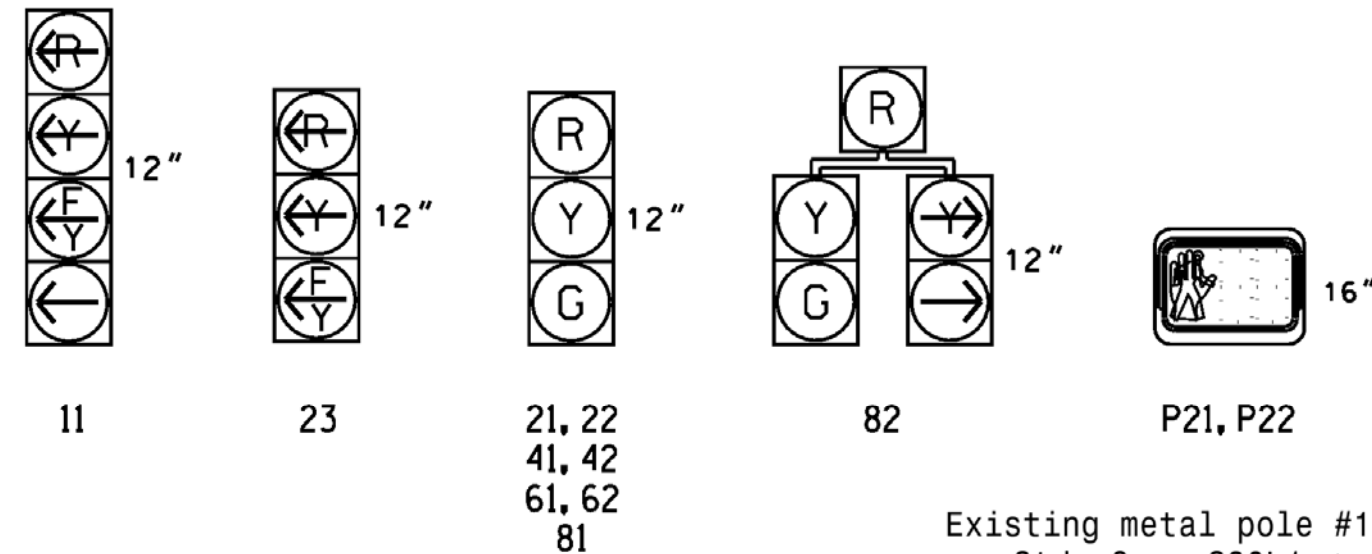 R
Y
12"
F
Y
R
Y
12"
F
Y
R
Y
12"
G
R
Y
Y
12"
G
16"
11
23
21, 22
41, 42
61, 62
81
82
P21, P22
Existing metal pole #1